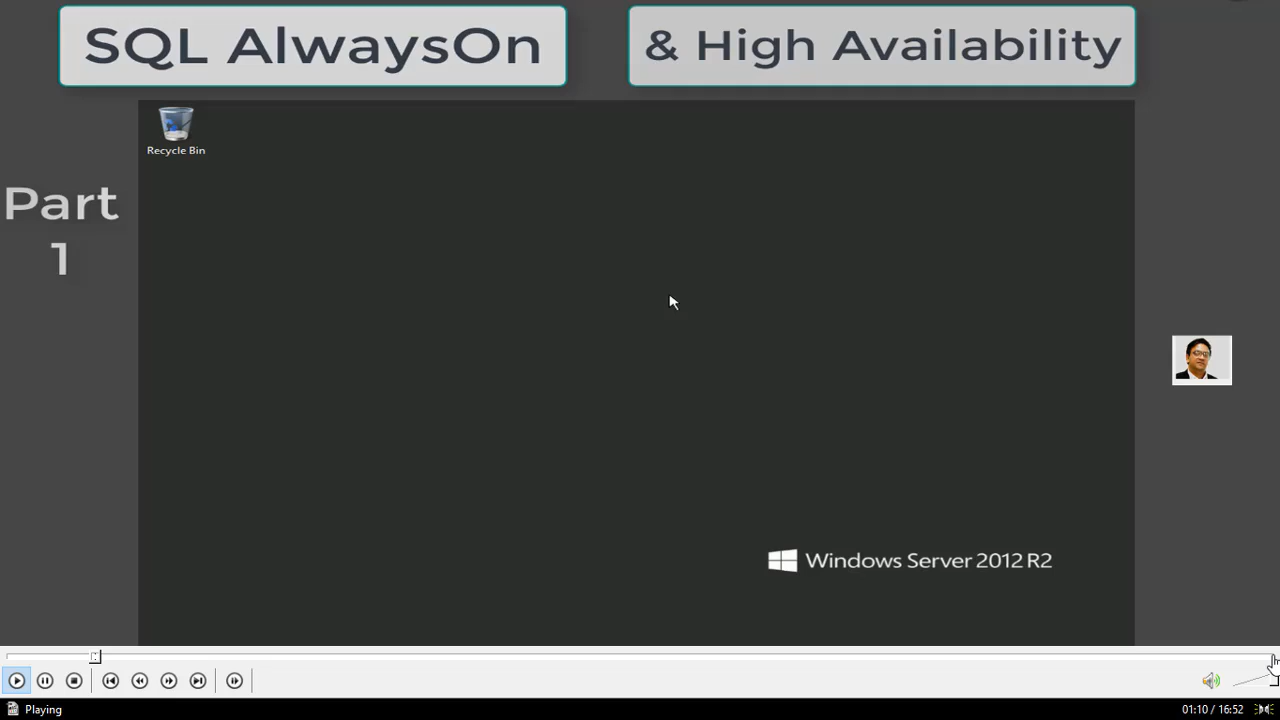 SQL AlwaysOn
& High Availability
Recycle Bin
Part
1
Windows Server 2012 R2
Playing
01:10 / 16:52